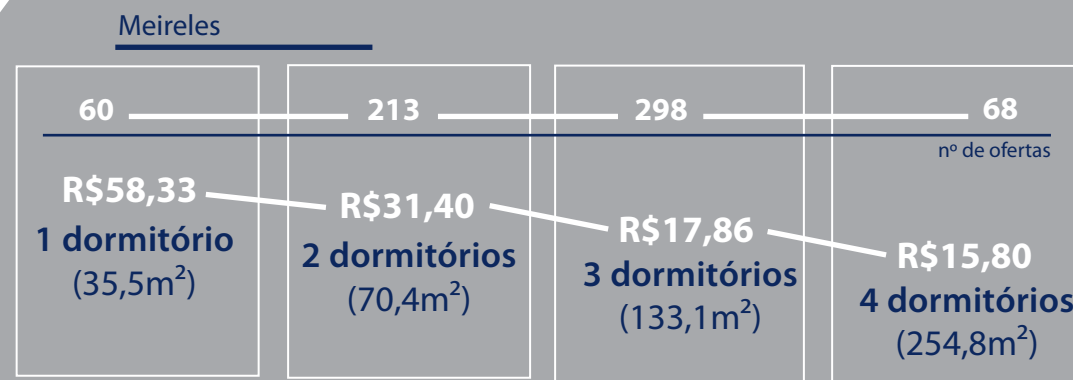 Meireles
60 213 298 68
nº de ofertas
R$58,33
1 dormitório
(35,5m²)
R$31,40
2 dormitórios
(70,4m²)
R$17,86
3 dormitórios
(133,1m²)
R$15,80
4 dormitórios
(254,8m²)